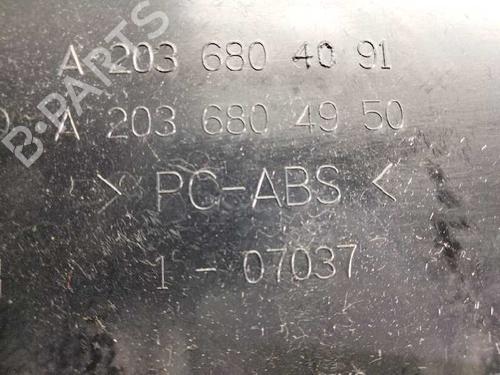 A 203 680 40 91
A 203 680 49 50
> PC-ABS <
1 - 07037
B-PARTS